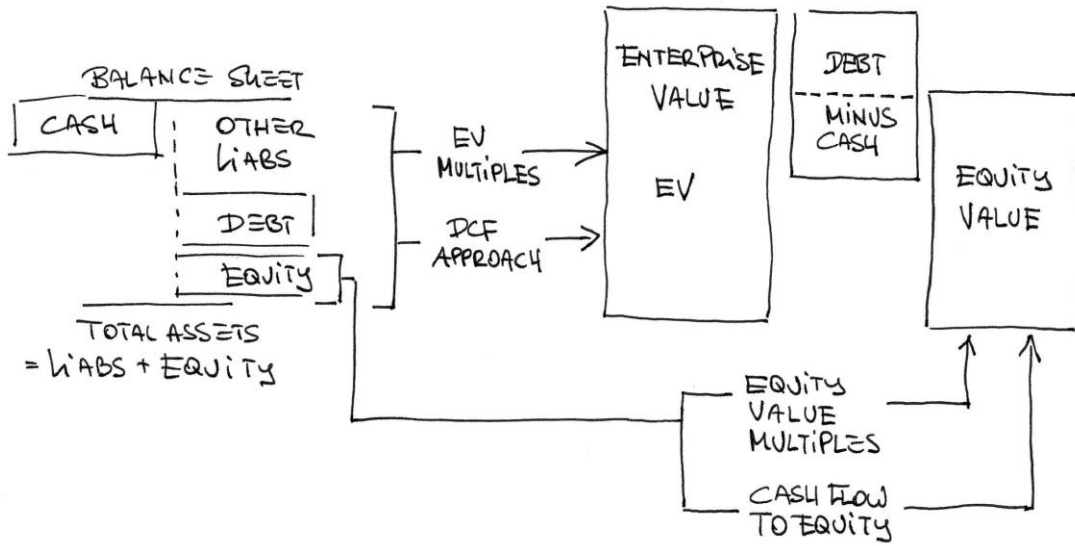 BALANCE SHEET
CASH
OTHER
LIABS
DEBT
EQUITY
TOTAL ASSETS
= LIABS + EQUITY
EV
MULTIPLES
DCF
APPROACH
ENTERPRISE
VALUE
EV
DEBT
MINUS
CASH
EQUITY
VALUE
EQUITY
VALUE
MULTIPLES
CASH FLOW
TO EQUITY